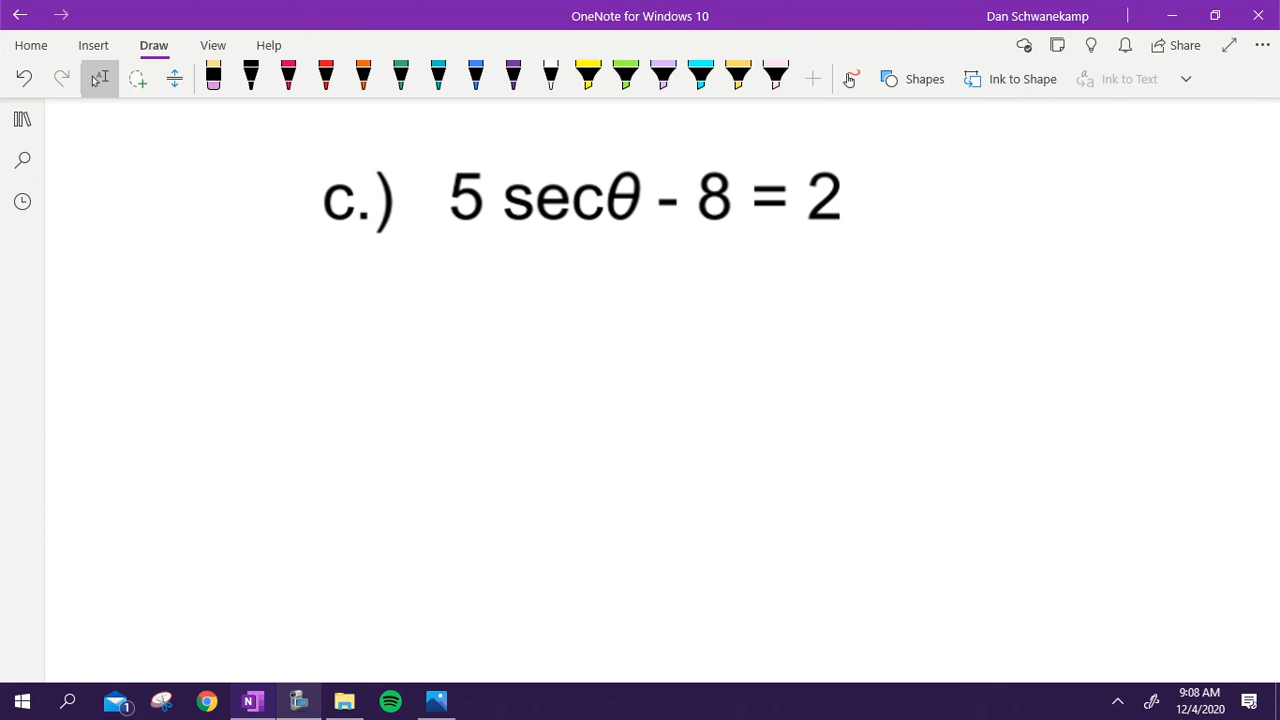 OneNote for Windows 10
Dan Schwanekamp
Home Insert Draw View Help
Share
Shapes Ink to Shape Ink to Text
c.) 5 secθ - 8 = 2
9:08 AM
12/4/2020
1